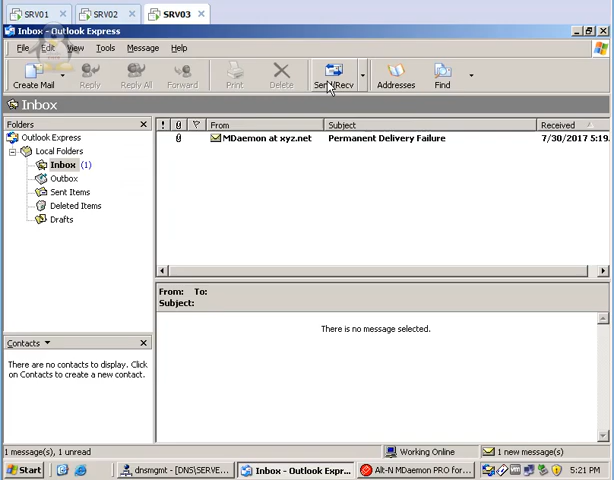 SRV01 SRV02 SRV03
Inbox - Outlook Express
File Edit View Tools Message Help
Create Mail Reply Reply All Forward Print Delete Send/Recv Addresses Find
Inbox
Folders
Outlook Express
Local Folders
Inbox (1)
Outbox
Sent Items
Deleted Items
Drafts
! From Subject Received
MDaemon at xyz.net Permanent Delivery Failure 7/30/2017 5:19.
From: To:
Subject:
There is no message selected.
Contacts
There are no contacts to display. Click
on Contacts to create a new contact.
1 message(s), 1 unread Working Online 1 new message(s)
Start dnsmgmt - [DNS\SERVE... Inbox - Outlook Expr... Alt-N MDaemon PRO for... 5:21 PM